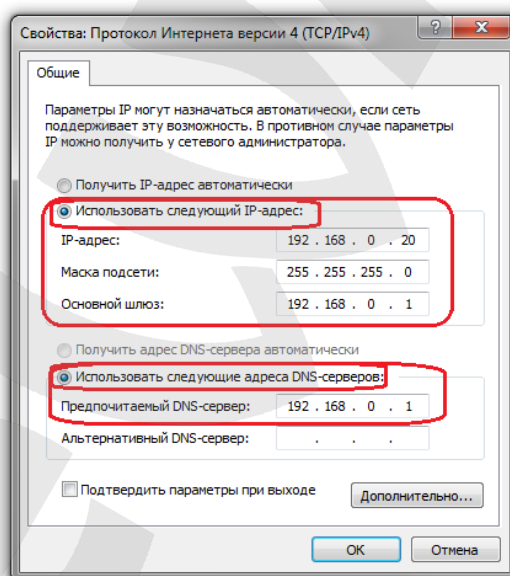 Свойства: Протокол Интернета версии 4 (TCP/IPv4)
?
Общие
Параметры IP могут назначаться автоматически, если сеть
поддерживает эту возможность. В противном случае параметры
IP можно получить у сетевого администратора.
Получить IP-адрес автоматически
Использовать следующий IP-адрес:
IP-адрес: 192 . 168 . 0 . 20
Маска подсети: 255 . 255 . 255 . 0
Основной шлюз: 192 . 168 . 0 . 1
Получить адрес DNS-сервера автоматически
Использовать следующие адреса DNS-серверов:
Предпочитаемый DNS-сервер: 192 . 168 . 0 . 1
Альтернативный DNS-сервер: . . .
Подтвердить параметры при выходе
Дополнительно...
ОК Отмена